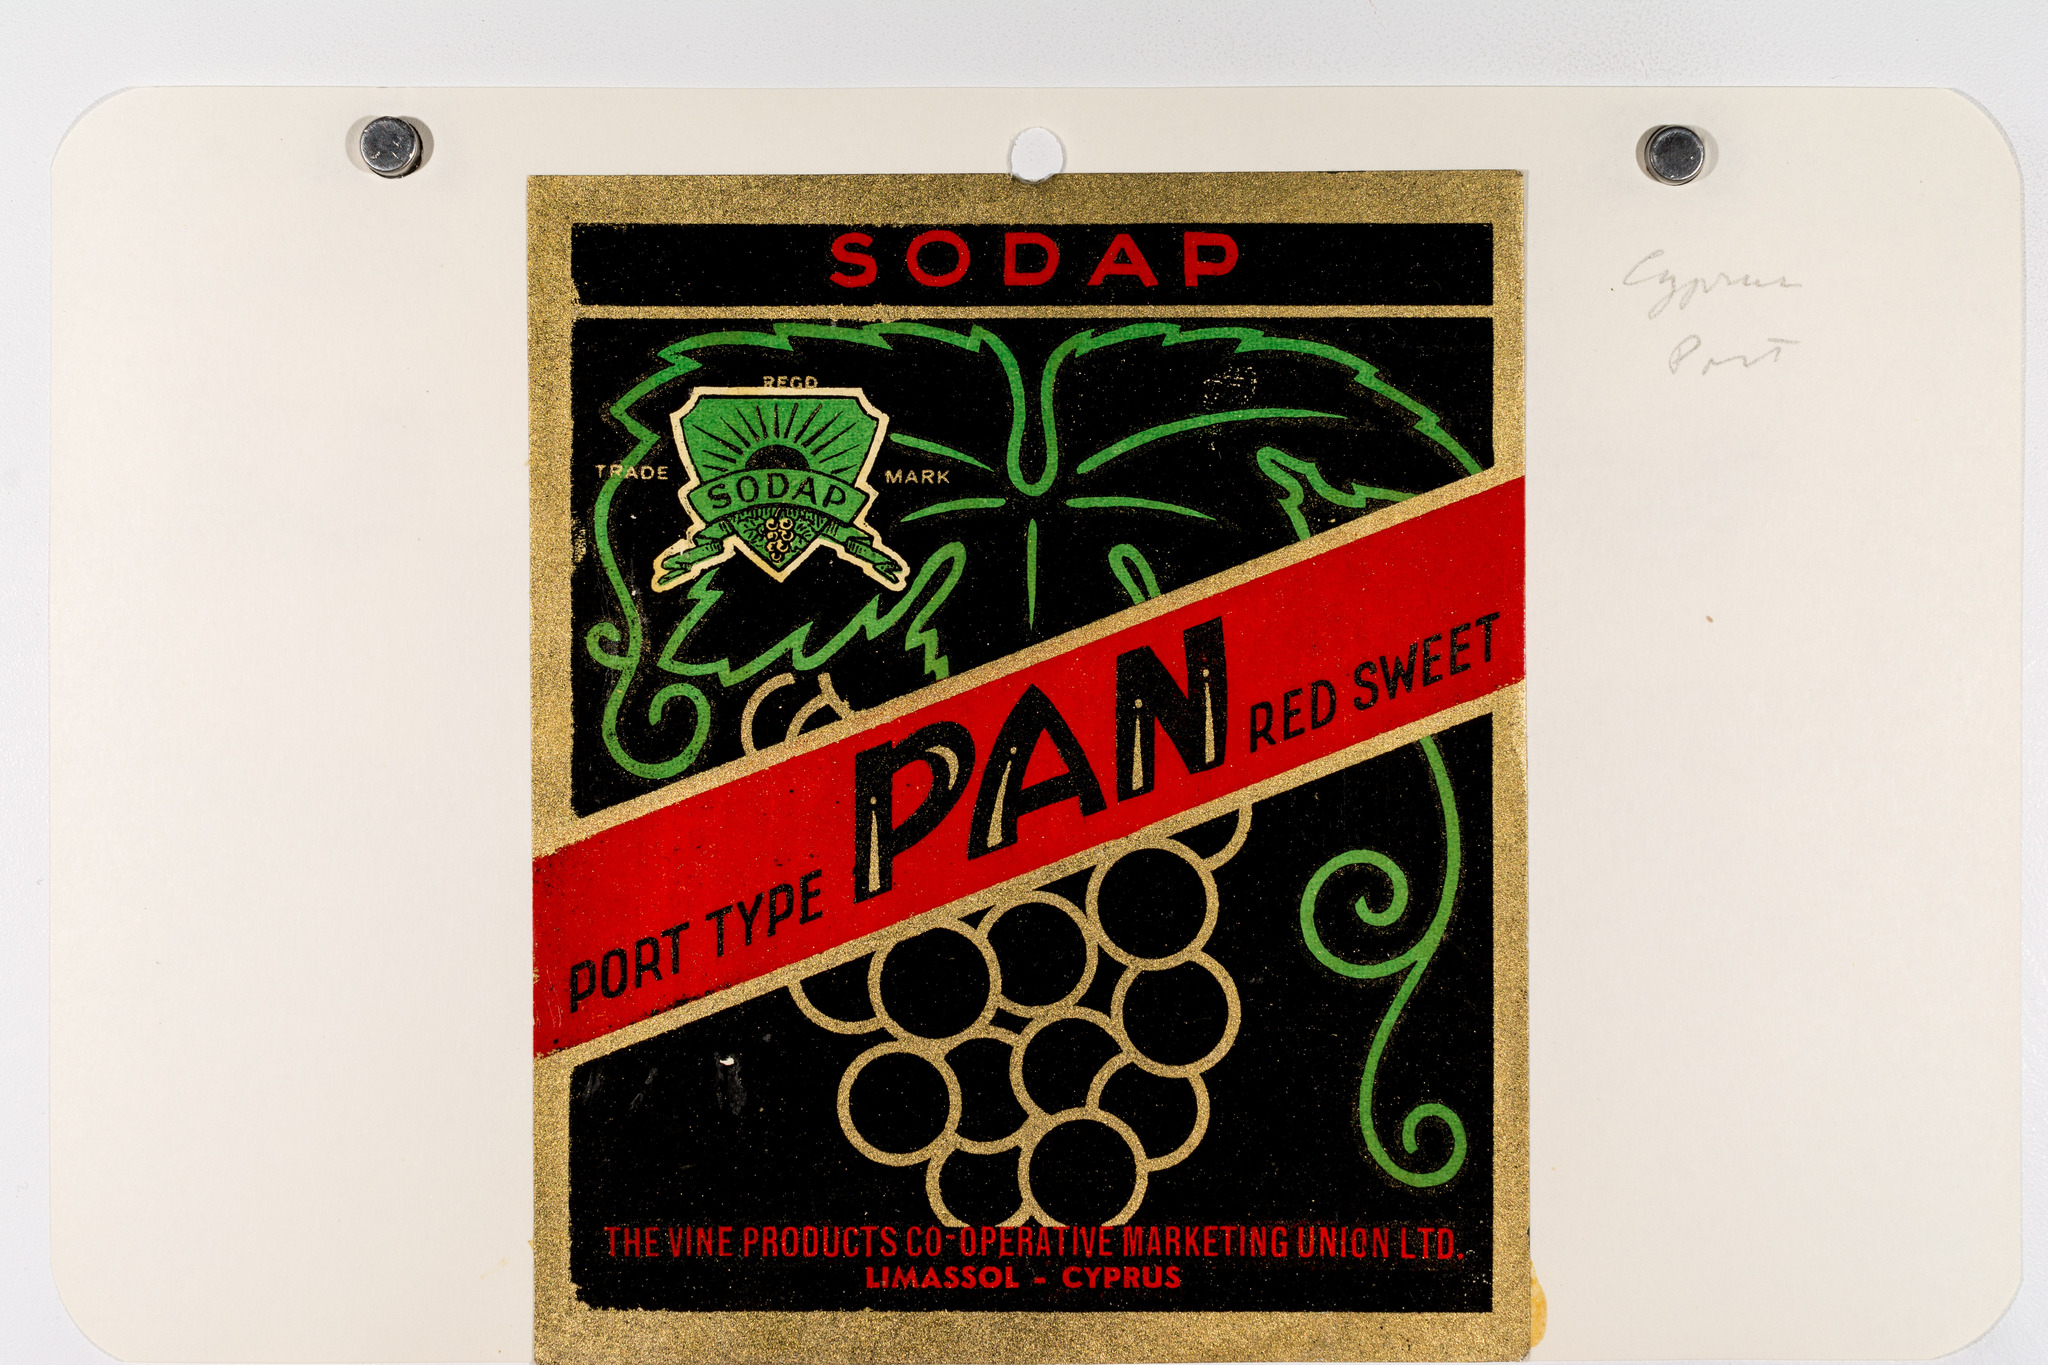 SODAP
REGD
TRADE MARK
SODAP
PORT TYPE PAN RED SWEET
THE VINE PRODUCTS CO-OPERATIVE MARKETING UNION LTD.
LIMASSOL - CYPRUS
Cyprus
Port